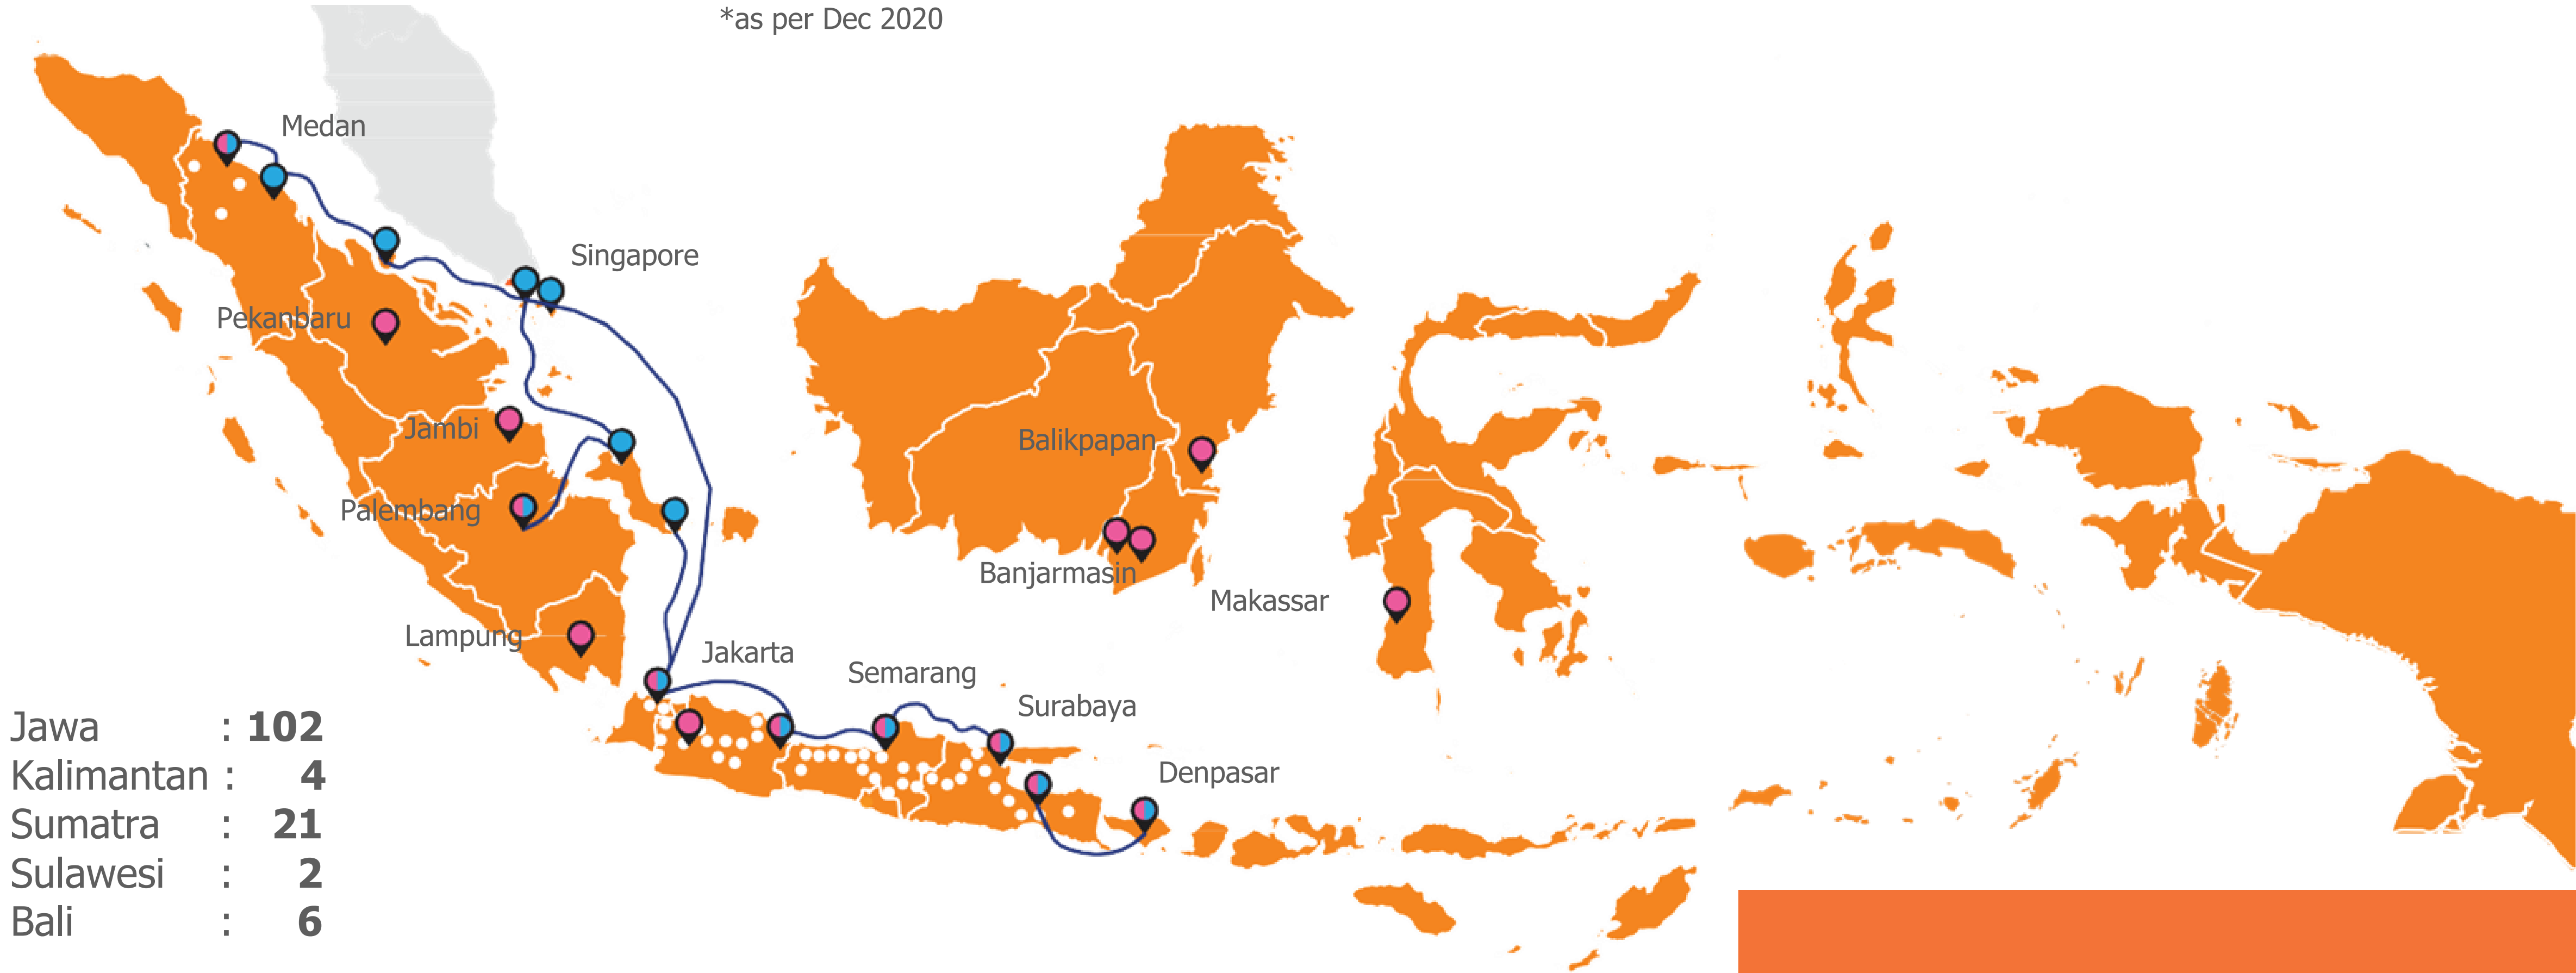 *as per Dec 2020
Medan
Singapore
Pekanbaru
Jambi
Balikpapan
Palembang
Banjarmasin
Makassar
Lampung
Jakarta
Semarang
Surabaya
Denpasar
Jawa : 102
Kalimantan : 4
Sumatra : 21
Sulawesi : 2
Bali : 6